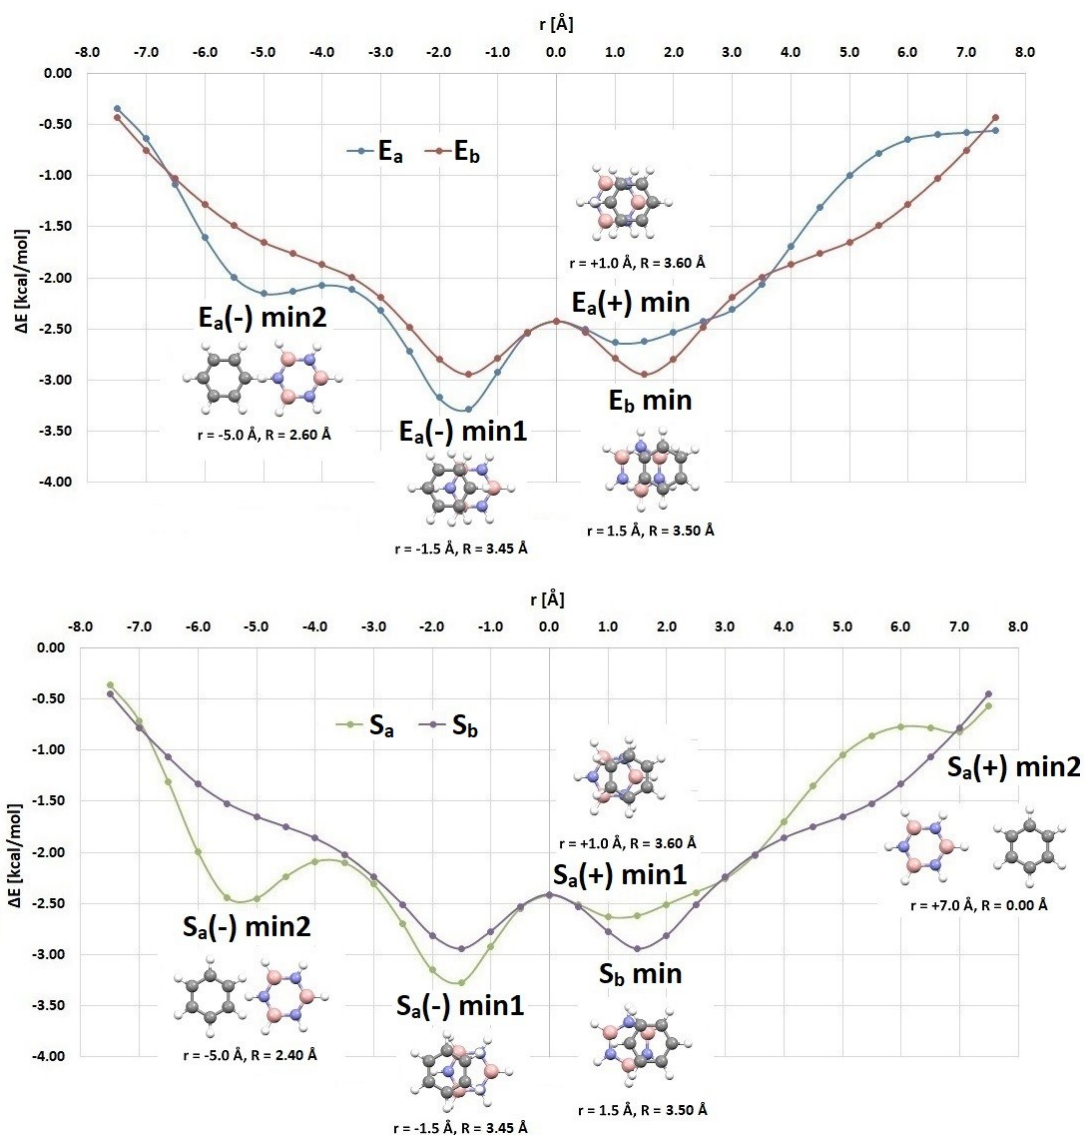 r [Å]
-8.0 -7.0 -6.0 -5.0 -4.0 -3.0 -2.0 -1.0 0.0 1.0 2.0 3.0 4.0 5.0 6.0 7.0 8.0
0.00
-0.50
-1.00
-1.50
-2.00
-2.50
-3.00
-3.50
-4.00
ΔE [kcal/mol]
Ea Eb
r = +1.0 Å, R = 3.60 Å
Ea(+) min
Ea(-) min2
r = -5.0 Å, R = 2.60 Å
Eb min
Ea(-) min1
r = 1.5 Å, R = 3.50 Å
r = -1.5 Å, R = 3.45 Å
r [Å]
-8.0 -7.0 -6.0 -5.0 -4.0 -3.0 -2.0 -1.0 0.0 1.0 2.0 3.0 4.0 5.0 6.0 7.0 8.0
0.00
-0.50
-1.00
-1.50
-2.00
-2.50
-3.00
-3.50
-4.00
ΔE [kcal/mol]
Sa Sb
Sa(+) min2
r = +1.0 Å, R = 3.60 Å
Sa(+) min1
r = +7.0 Å, R = 0.00 Å
Sa(-) min2
Sb min
Sa(-) min1
r = -5.0 Å, R = 2.40 Å
r = 1.5 Å, R = 3.50 Å
r = -1.5 Å, R = 3.45 Å